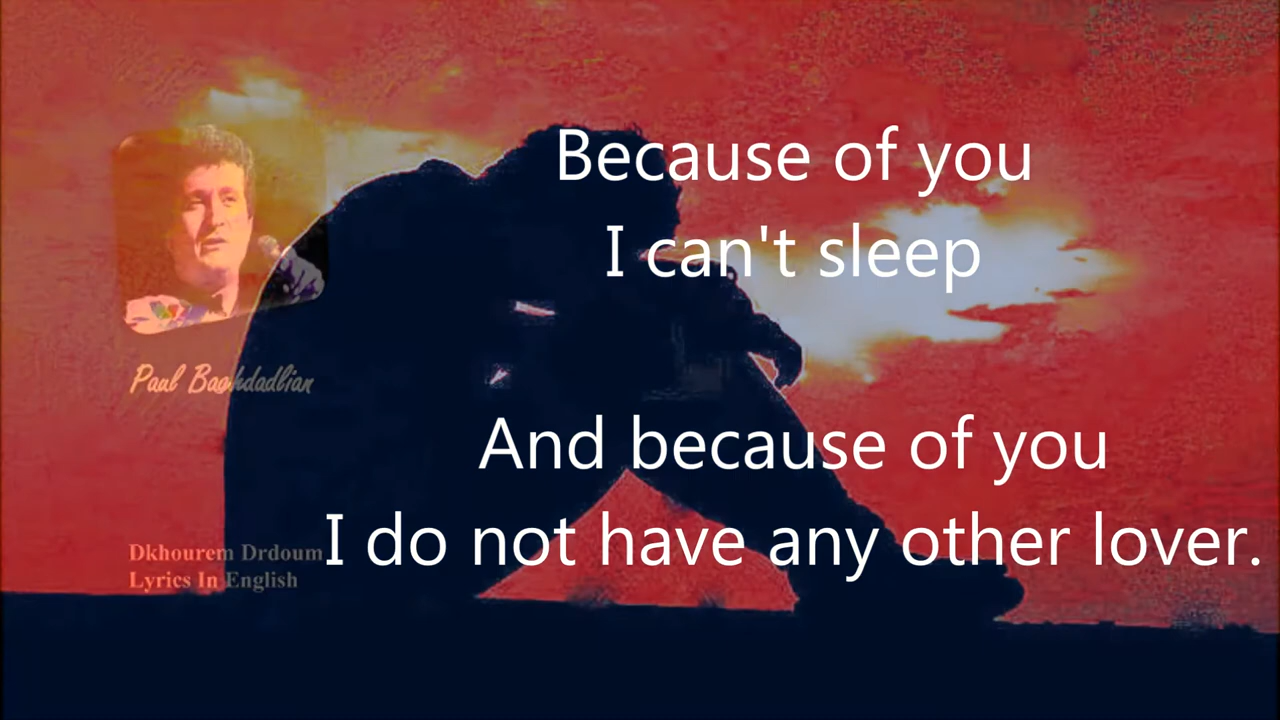 Because of you
I can't sleep
And because of you
I do not have any other lover.
Paul Baghdadlian
Dkhourem Drdoum
Lyrics In English